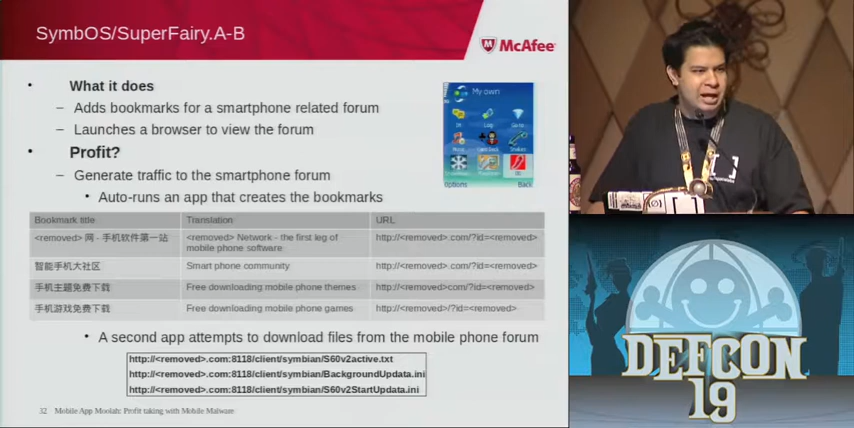 SymbOS/SuperFairy.A-B
McAfee
• What it does
– Adds bookmarks for a smartphone related forum
– Launches a browser to view the forum
• Profit?
– Generate traffic to the smartphone forum
• Auto-runs an app that creates the bookmarks
My own
Options Back
Bookmark title Translation URL
<removed> 网 - 手机软件第一站 <removed> Network - the first leg of http://<removed>.com/?id=<removed>
mobile phone software
智能手机大社区 Smart phone community http://<removed>.com/?id=<removed>
手机主题免费下载 Free downloading mobile phone themes http://<removed>com/?id=<removed>
手机游戏免费下载 Free downloading mobile phone games http://<removed>/?id=<removed>
• A second app attempts to download files from the mobile phone forum
http://<removed>.com:8118/client/symbian/S60v2active.txt
http://<removed>.com:8118/client/symbian/BackgroundUpdata.ini
http://<removed>.com:8118/client/symbian/S60v2StartUpdata.ini
32 Mobile App Moolah: Profit taking with Mobile Malware
DEFCON
19